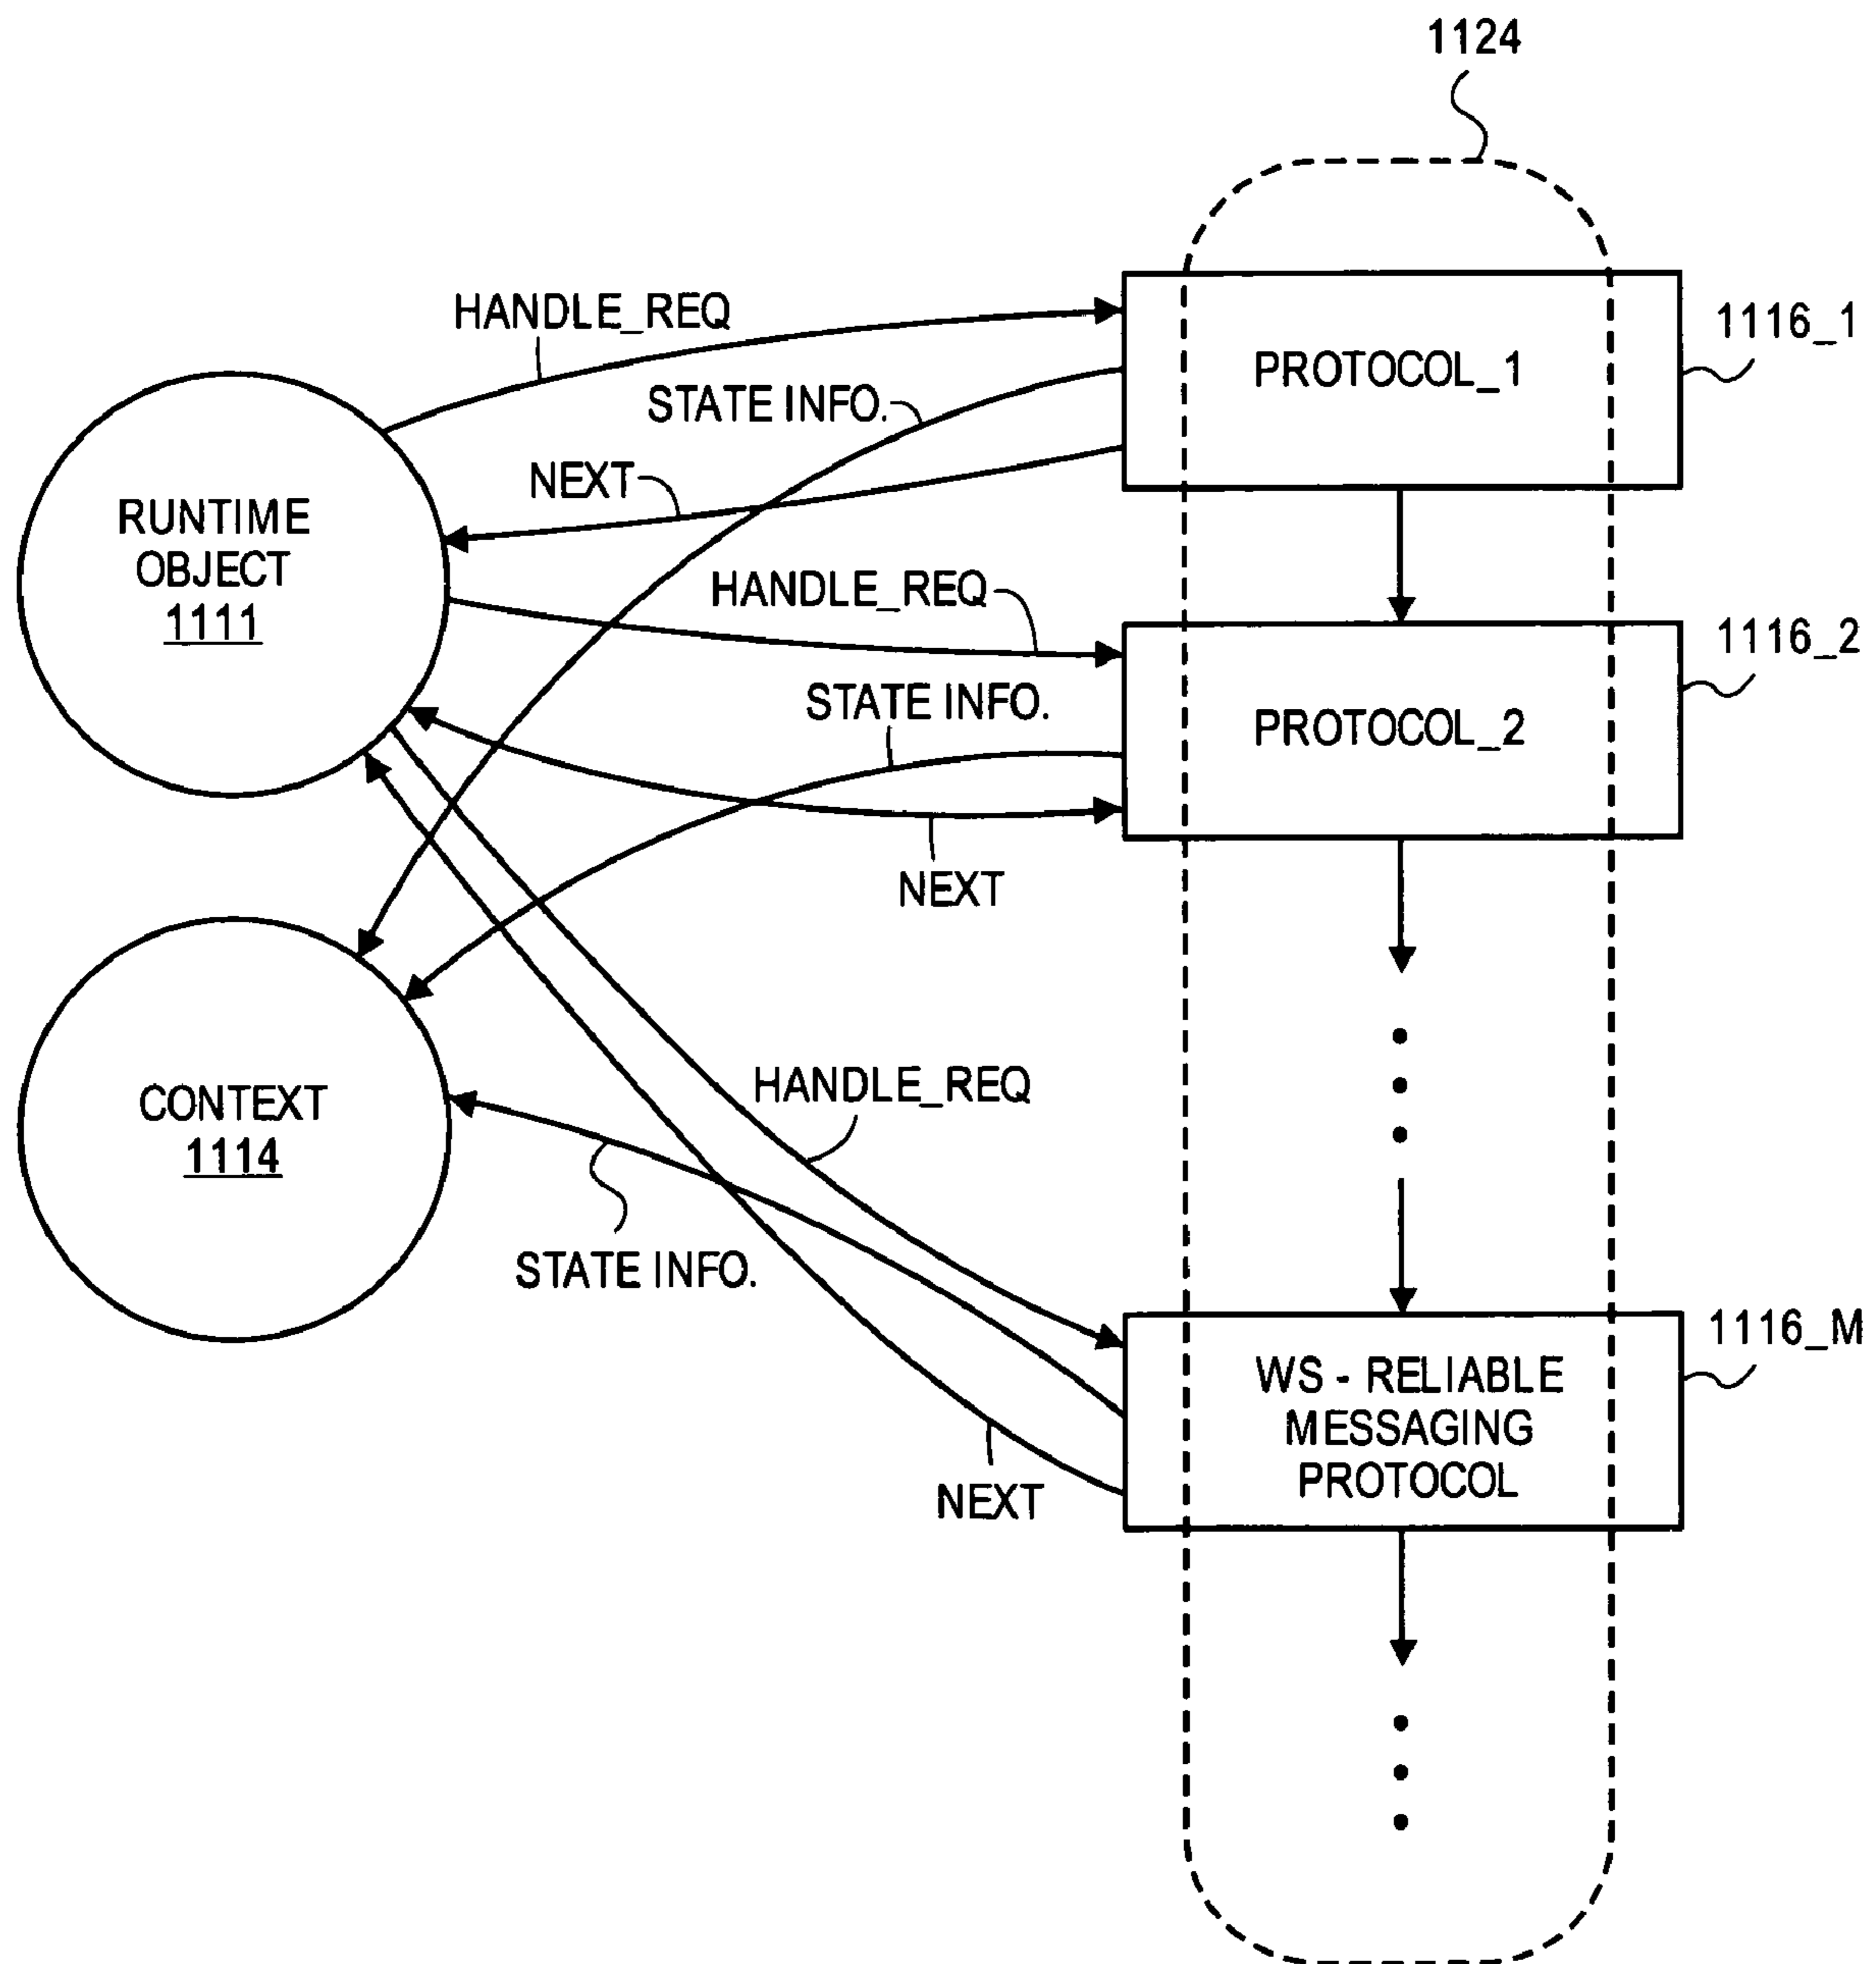 1124
HANDLE_REQ
1116_1
PROTOCOL_1
STATE INFO.
NEXT
RUNTIME
OBJECT
1111
HANDLE_REQ
1116_2
STATE INFO.
PROTOCOL_2
NEXT
HANDLE_REQ
CONTEXT
1114
STATE INFO.
1116_M
WS - RELIABLE
MESSAGING
PROTOCOL
NEXT